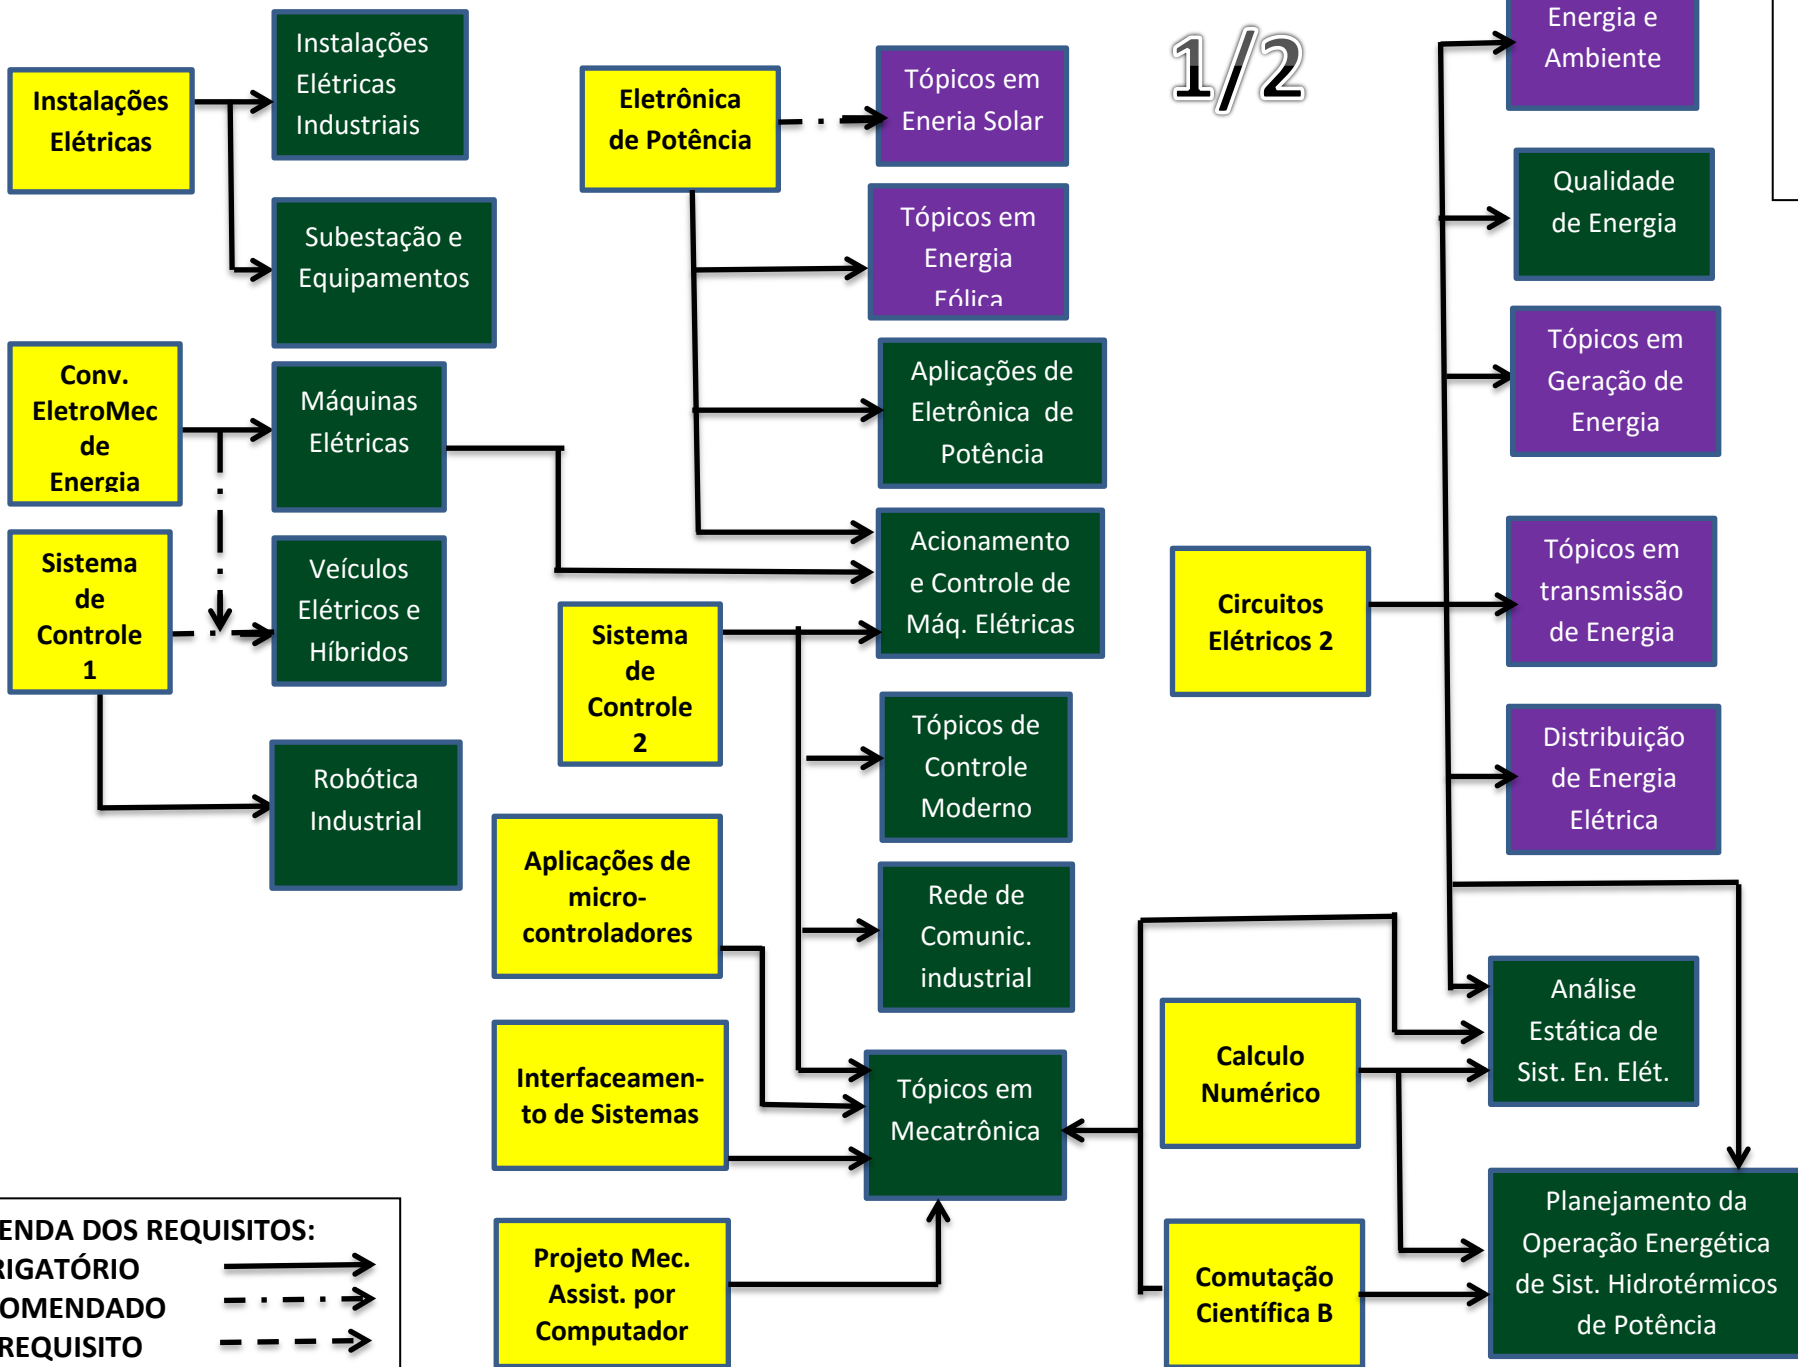 Instalações
Elétricas
Instalações
Elétricas
Industriais
Subestação e
Equipamentos
Conv.
EletroMec
de
Energia
Máquinas
Elétricas
Sistema
de
Controle
1
Veículos
Elétricos e
Híbridos
Robótica
Industrial
Eletrônica
de Potência
Tópicos em
Eneria Solar
Tópicos em
Energia
Eólica
Aplicações de
Eletrônica de
Potência
Acionamento
e Controle de
Máq. Elétricas
Sistema
de
Controle
2
Tópicos de
Controle
Moderno
Rede de
Comunic.
industrial
Aplicações de
micro-
controladores
Interfaceamen-
to de Sistemas
Tópicos em
Mecatrônica
Projeto Mec.
Assist. por
Computador
1/2
Energia e
Ambiente
Qualidade
de Energia
Tópicos em
Geração de
Energia
Circuitos
Elétricos 2
Tópicos em
transmissão
de Energia
Distribuição
de Energia
Elétrica
Análise
Estática de
Sist. En. Elét.
Calculo
Numérico
Comutação
Científica B
Planejamento da
Operação Energética
de Sist. Hidrotérmicos
de Potência
ENDA DOS REQUISITOS:
RIGATÓRIO
OMENDADO
REQUISITO